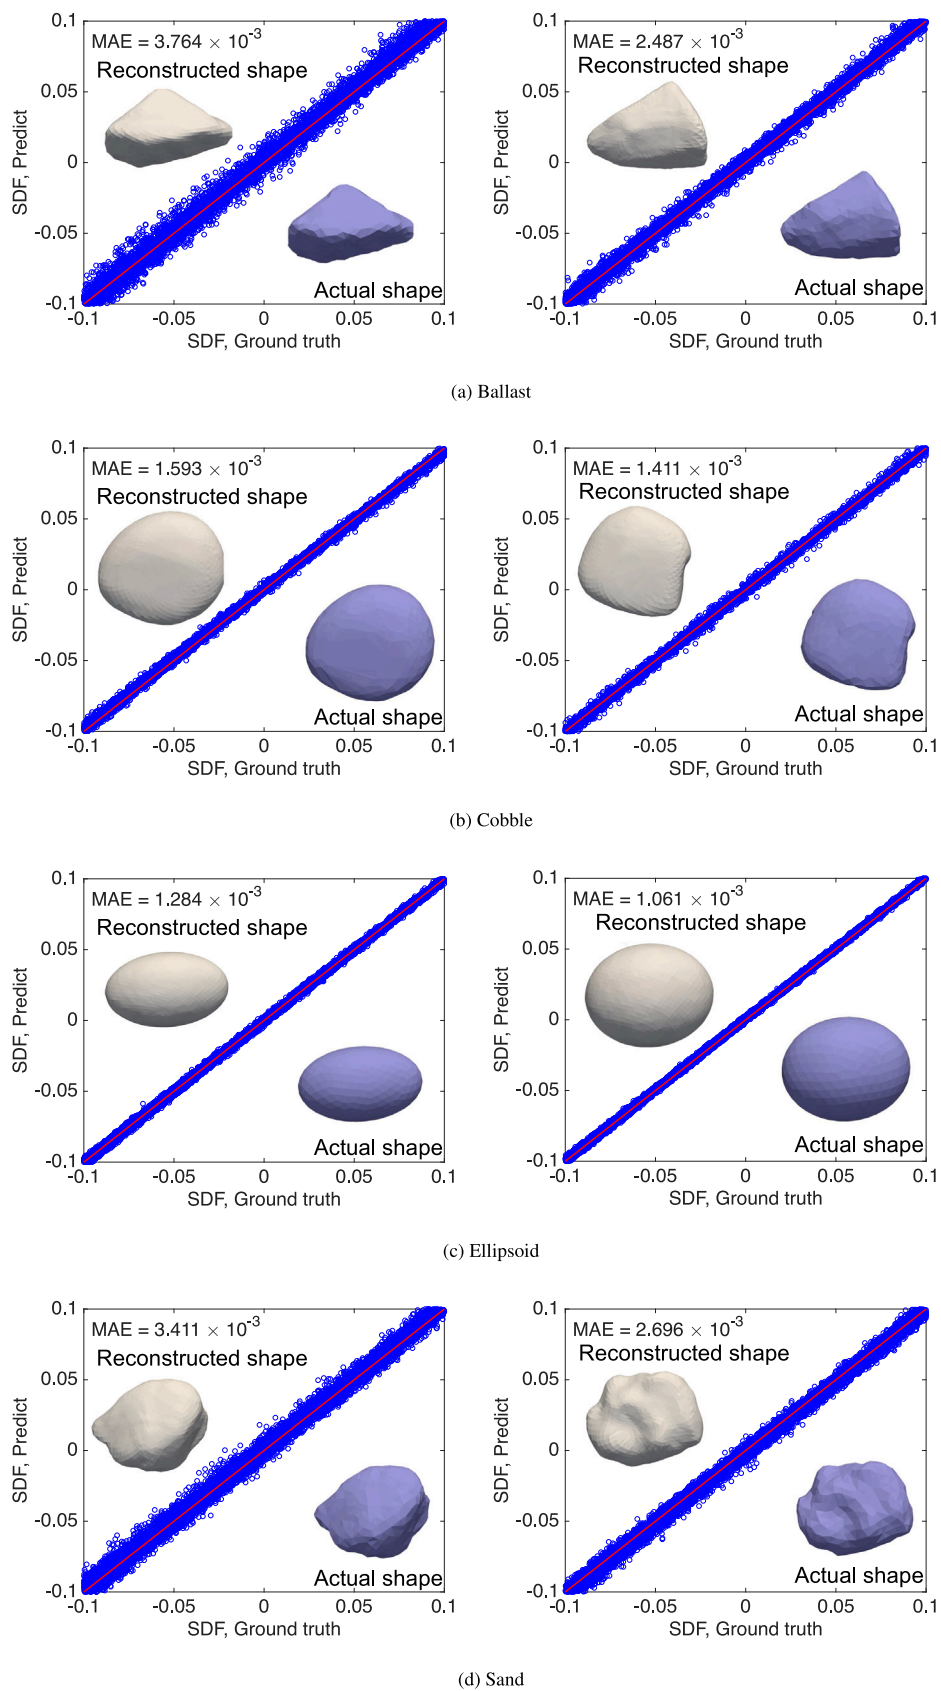 MAE = 3.764 × 10⁻³
Reconstructed shape
Actual shape
0.1
0.05
0
-0.05
-0.1
-0.1 -0.05 0 0.05 0.1
SDF, Predict
SDF, Ground truth
MAE = 2.487 × 10⁻³
Reconstructed shape
Actual shape
0.1
0.05
0
-0.05
-0.1
-0.1 -0.05 0 0.05 0.1
SDF, Predict
SDF, Ground truth
(a) Ballast
MAE = 1.593 × 10⁻³
Reconstructed shape
Actual shape
0.1
0.05
0
-0.05
-0.1
-0.1 -0.05 0 0.05 0.1
SDF, Predict
SDF, Ground truth
MAE = 1.411 × 10⁻³
Reconstructed shape
Actual shape
0.1
0.05
0
-0.05
-0.1
-0.1 -0.05 0 0.05 0.1
SDF, Predict
SDF, Ground truth
(b) Cobble
MAE = 1.284 × 10⁻³
Reconstructed shape
Actual shape
0.1
0.05
0
-0.05
-0.1
-0.1 -0.05 0 0.05 0.1
SDF, Predict
SDF, Ground truth
MAE = 1.061 × 10⁻³
Reconstructed shape
Actual shape
0.1
0.05
0
-0.05
-0.1
-0.1 -0.05 0 0.05 0.1
SDF, Predict
SDF, Ground truth
(c) Ellipsoid
MAE = 3.411 × 10⁻³
Reconstructed shape
Actual shape
0.1
0.05
0
-0.05
-0.1
-0.1 -0.05 0 0.05 0.1
SDF, Predict
SDF, Ground truth
MAE = 2.696 × 10⁻³
Reconstructed shape
Actual shape
0.1
0.05
0
-0.05
-0.1
-0.1 -0.05 0 0.05 0.1
SDF, Predict
SDF, Ground truth
(d) Sand